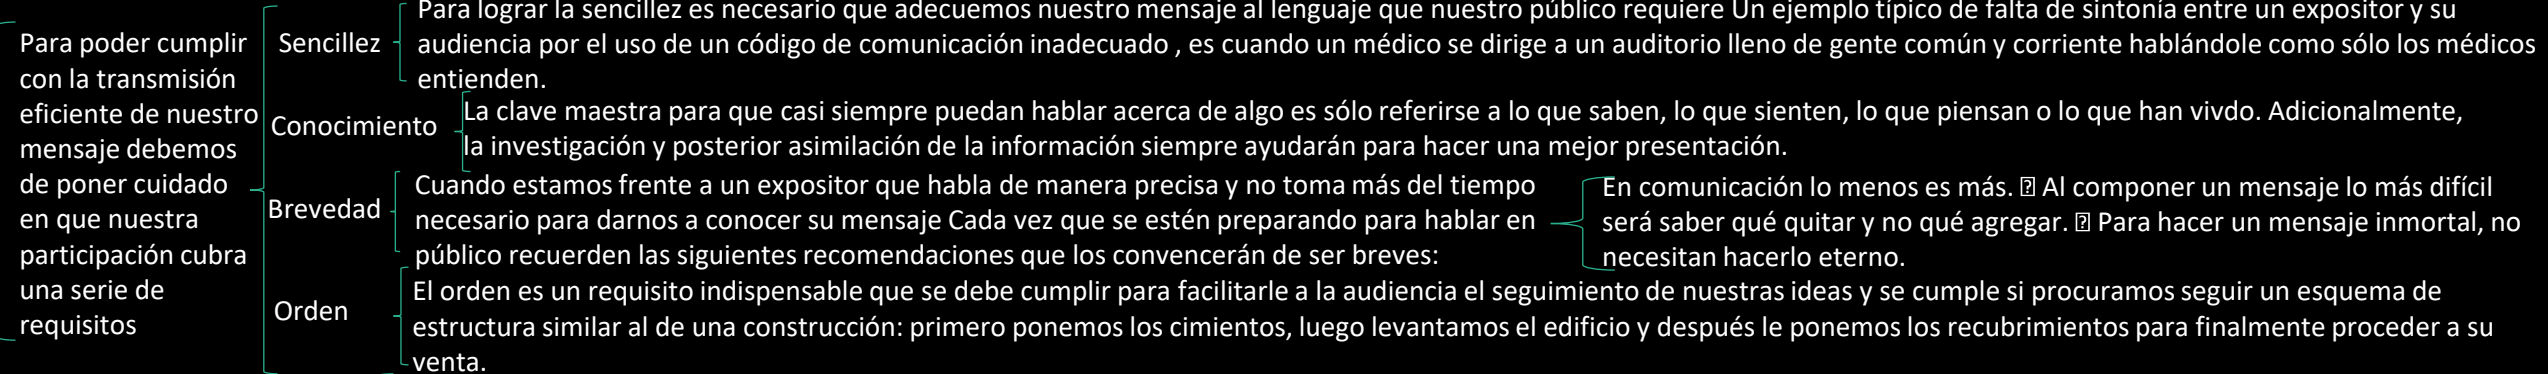 Para poder cumplir
con la transmisión
eficiente de nuestro
mensaje debemos
de poner cuidado
en que nuestra
participación cubra
una serie de
requisitos
Sencillez
Para lograr la sencillez es necesario que adecuemos nuestro mensaje al lenguaje que nuestro público requiere Un ejemplo típico de falta de sintonía entre un expositor y su
audiencia por el uso de un código de comunicación inadecuado , es cuando un médico se dirige a un auditorio lleno de gente común y corriente hablándole como sólo los médicos
entienden.
Conocimiento
La clave maestra para que casi siempre puedan hablar acerca de algo es sólo referirse a lo que saben, lo que sienten, lo que piensan o lo que han vivdo. Adicionalmente,
la investigación y posterior asimilación de la información siempre ayudarán para hacer una mejor presentación.
Brevedad
Cuando estamos frente a un expositor que habla de manera precisa y no toma más del tiempo
necesario para darnos a conocer su mensaje Cada vez que se estén preparando para hablar en
público recuerden las siguientes recomendaciones que los convencerán de ser breves:
En comunicación lo menos es más. ⍰ Al componer un mensaje lo más difícil
será saber qué quitar y no qué agregar. ⍰ Para hacer un mensaje inmortal, no
necesitan hacerlo eterno.
Orden
El orden es un requisito indispensable que se debe cumplir para facilitarle a la audiencia el seguimiento de nuestras ideas y se cumple si procuramos seguir un esquema de
estructura similar al de una construcción: primero ponemos los cimientos, luego levantamos el edificio y después le ponemos los recubrimientos para finalmente proceder a su
venta.